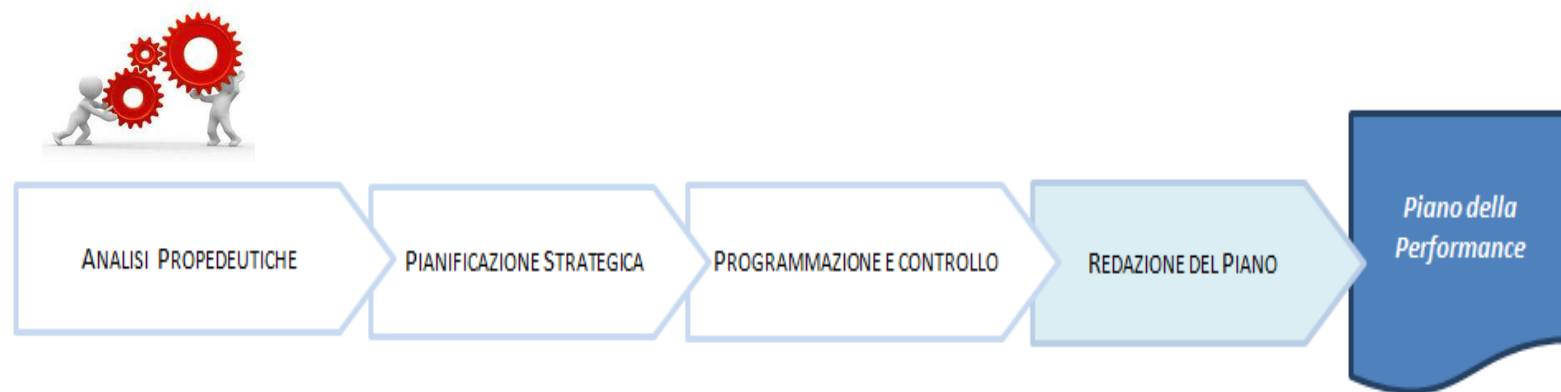 ANALISI PROPEDEUTICHE
PIANIFICAZIONE STRATEGICA
PROGRAMMAZIONE E CONTROLLO
REDAZIONE DEL PIANO
Piano della
Performance